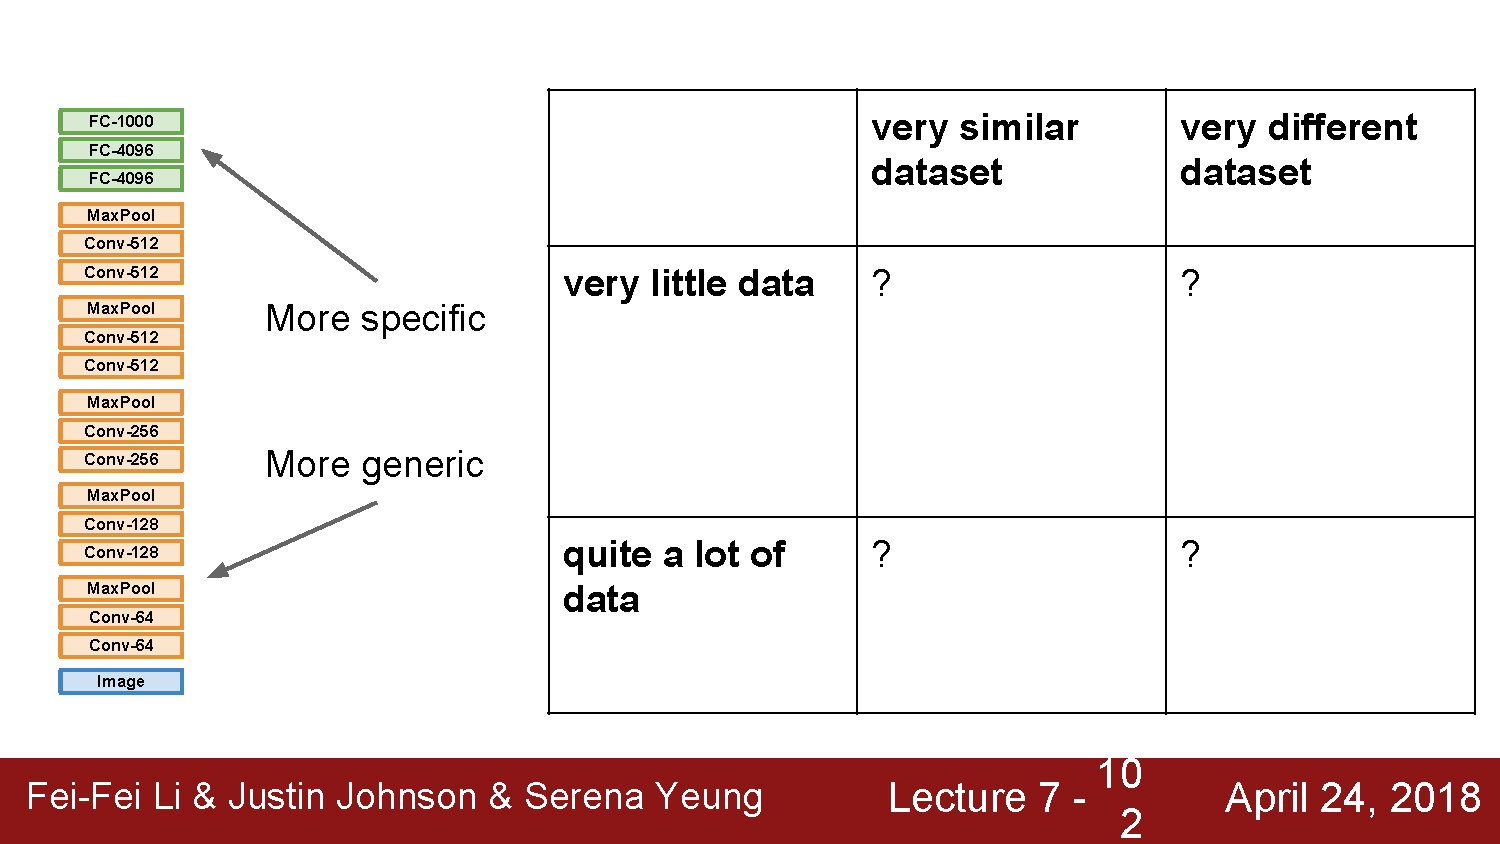 FC-1000
FC-4096
FC-4096
MaxPool
Conv-512
Conv-512
MaxPool
Conv-512
Conv-512
MaxPool
Conv-256
Conv-256
MaxPool
Conv-128
Conv-128
MaxPool
Conv-64
Conv-64
Image
More specific
More generic
very similar
dataset
very different
dataset
very little data
?
?
quite a lot of
data
?
?
Fei-Fei Li & Justin Johnson & Serena Yeung
Lecture 7 -
10
2
April 24, 2018